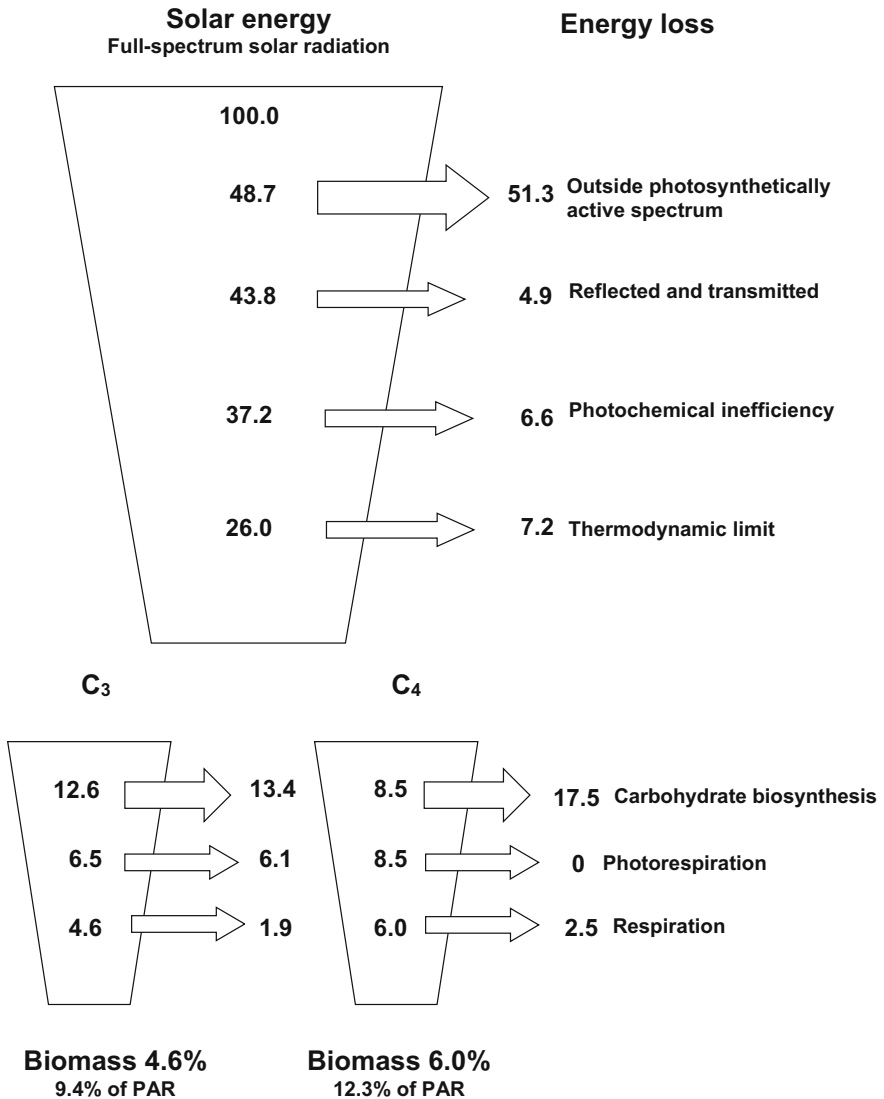 Solar energy
Full-spectrum solar radiation
Energy loss
100.0
48.7
51.3 Outside photosynthetically
active spectrum
43.8
4.9 Reflected and transmitted
37.2
6.6 Photochemical inefficiency
26.0
7.2 Thermodynamic limit
C₃
C₄
12.6 13.4 8.5 17.5 Carbohydrate biosynthesis
6.5 6.1 8.5 0 Photorespiration
4.6 1.9 6.0 2.5 Respiration
Biomass 4.6%
9.4% of PAR
Biomass 6.0%
12.3% of PAR